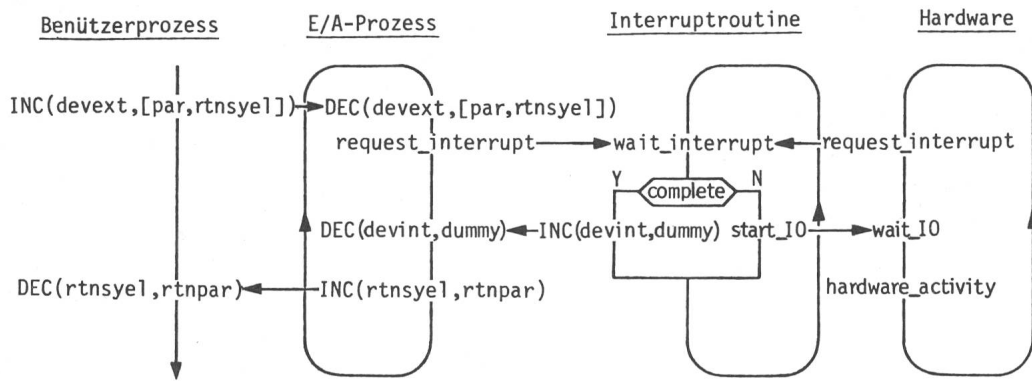 Benützerprozess E/A-Prozess Interruptroutine Hardware
INC(devext,[par,rtnsyel]) DEC(devext,[par,rtnsyel])
request_interrupt wait_interrupt request_interrupt
Y complete N
DEC(devint,dummy) INC(devint,dummy) start_IO wait_IO
DEC(rtnsyel,rtnpar) INC(rtnsyel,rtnpar) hardware_activity